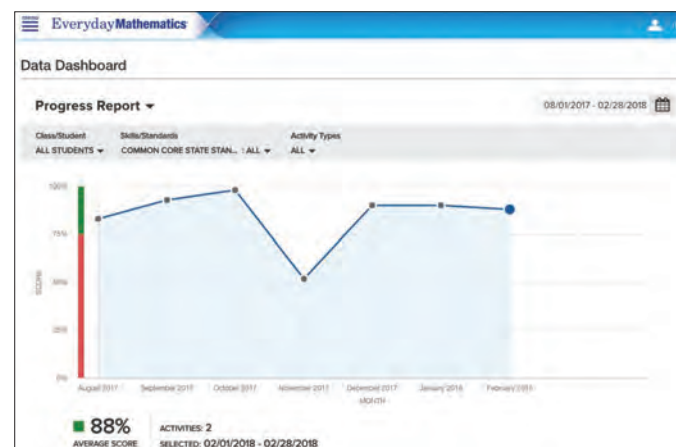 EverydayMathematics
Data Dashboard
Progress Report
08/01/2017 - 02/28/2018
Class/Student Skills/Standards Activity Types
ALL STUDENTS COMMON CORE STATE STAN... : ALL ALL
100%
75%
50%
25%
0%
SCORE
August 2017 September 2017 October 2017 November 2017 December 2017 January 2018 February 2018
MONTH
88% ACTIVITIES: 2
AVERAGE SCORE SELECTED: 02/01/2018 - 02/28/2018